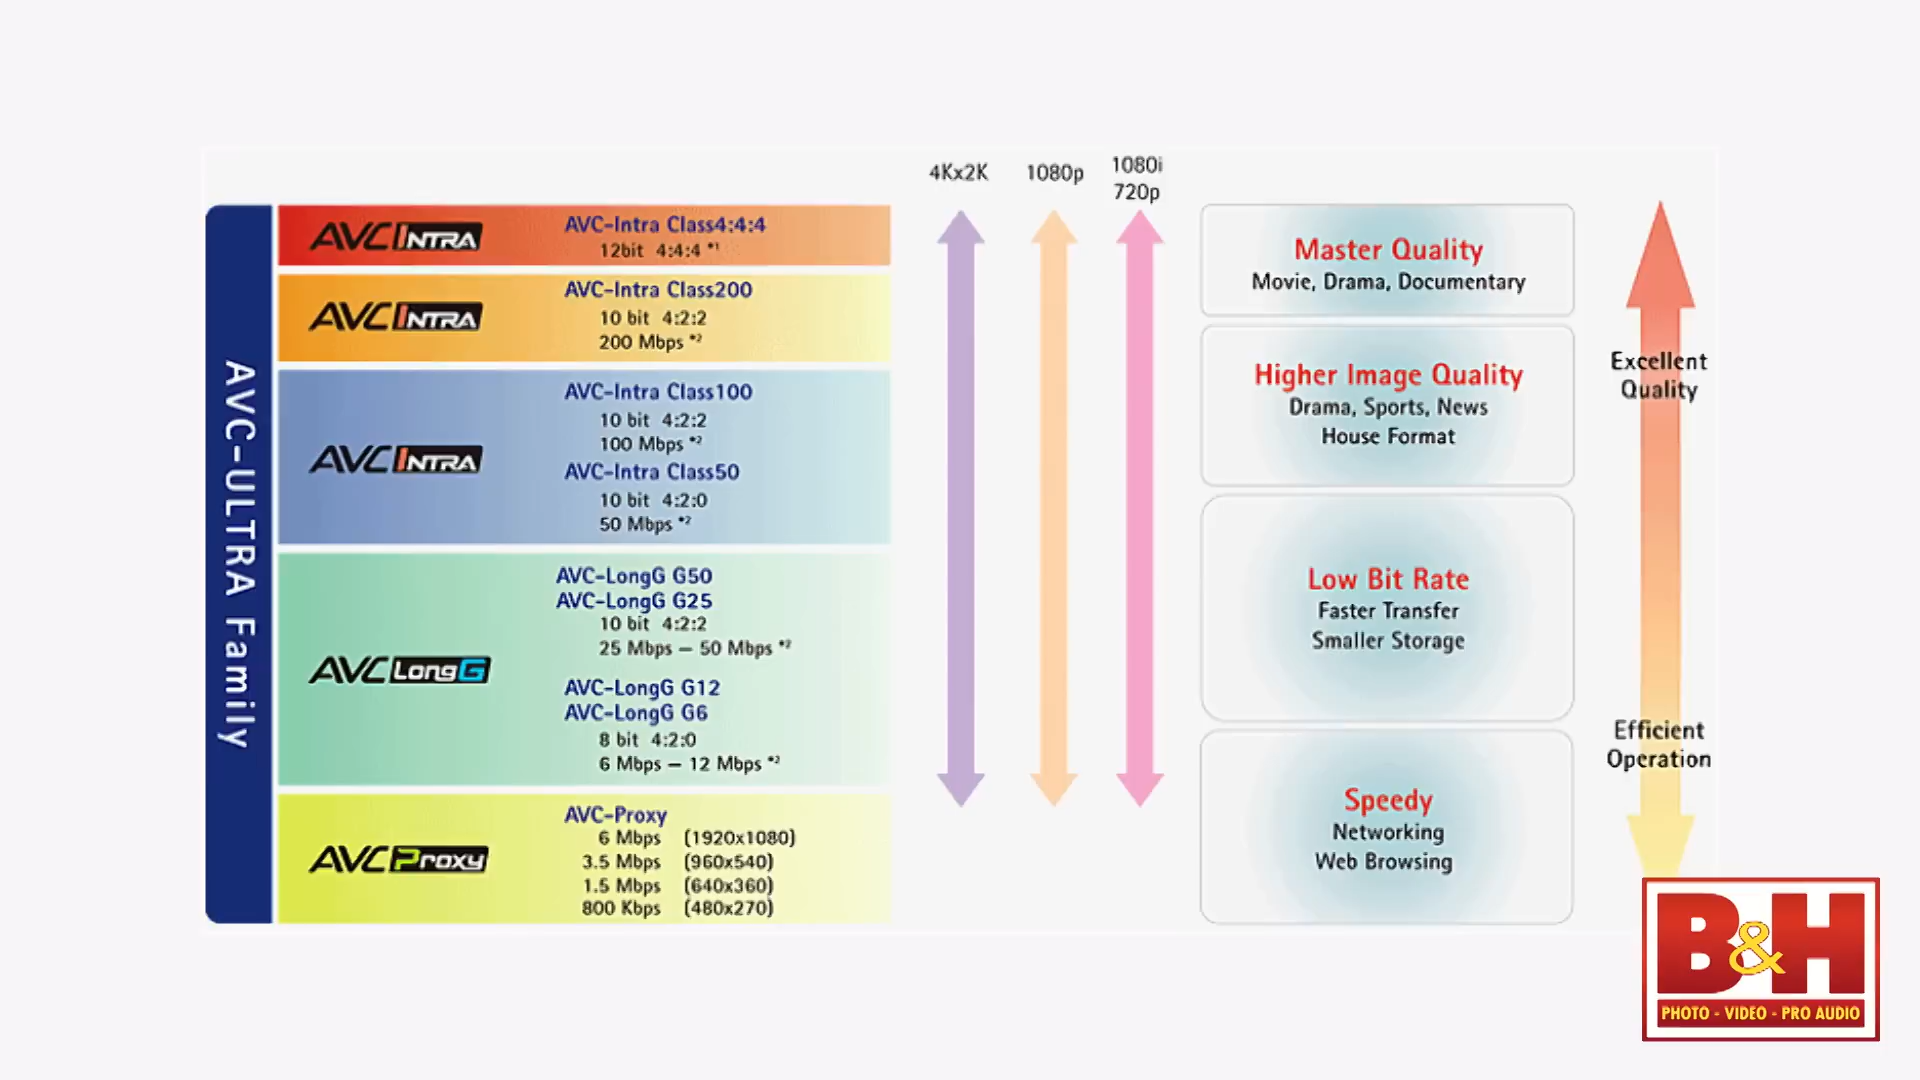 4Kx2K
1080p
1080i
720p
AVC-ULTRA Family
AVC INTRA
AVC-Intra Class4:4:4
12bit 4:4:4 *1
AVC INTRA
AVC-Intra Class200
10 bit 4:2:2
200 Mbps *2
AVC INTRA
AVC-Intra Class100
10 bit 4:2:2
100 Mbps *2
AVC-Intra Class50
10 bit 4:2:0
50 Mbps *2
AVC LongG
AVC-LongG G50
AVC-LongG G25
10 bit 4:2:2
25 Mbps – 50 Mbps *2
AVC-LongG G12
AVC-LongG G6
8 bit 4:2:0
6 Mbps – 12 Mbps *2
AVC Proxy
AVC-Proxy
6 Mbps (1920x1080)
3.5 Mbps (960x540)
1.5 Mbps (640x360)
800 Kbps (480x270)
Master Quality
Movie, Drama, Documentary
Higher Image Quality
Drama, Sports, News
House Format
Low Bit Rate
Faster Transfer
Smaller Storage
Speedy
Networking
Web Browsing
Excellent
Quality
Efficient
Operation
B&H
PHOTO - VIDEO - PRO AUDIO